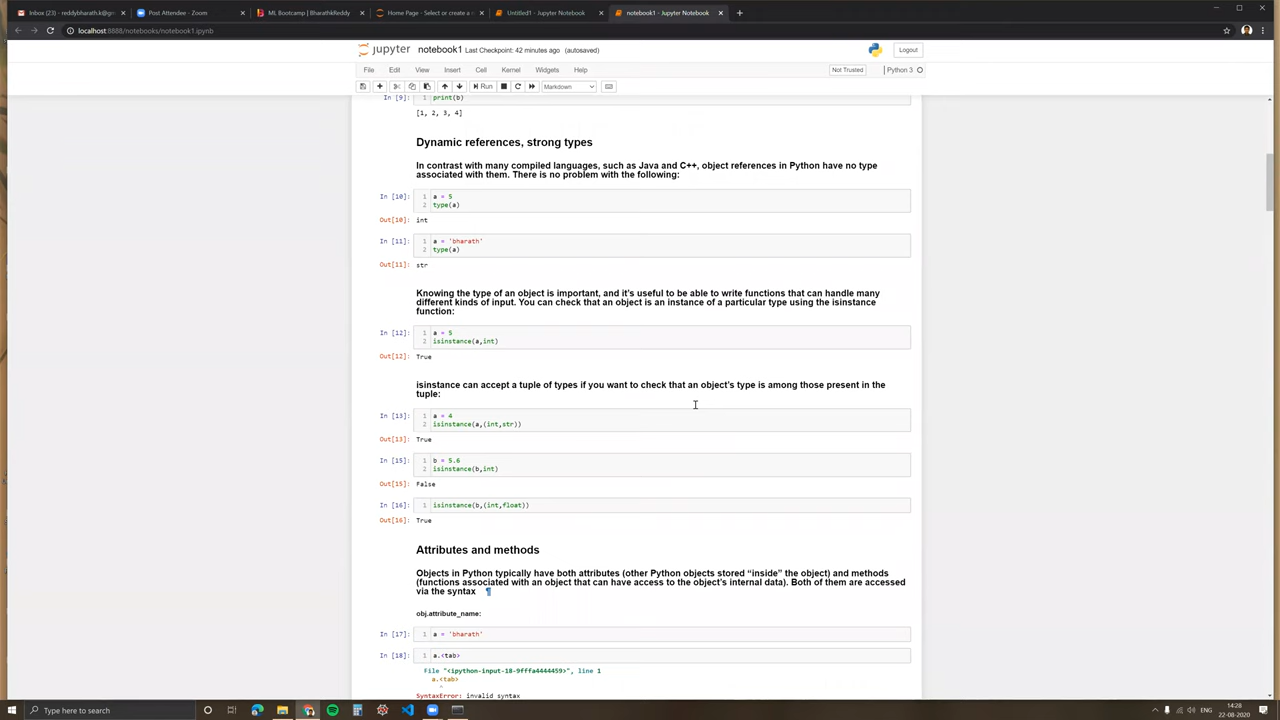 Inbox (93) - reddybharath.k@gm
Post Attendee - Zoom
ML Bootcamp | BharathkReddy
Home Page - Select or create a n
Untitled1 - Jupyter Notebook
notebook1 - Jupyter Notebook
localhost:8888/notebooks/notebook1.ipynb
jupyter notebook1 Last Checkpoint: 42 minutes ago (autosaved)
Logout
File Edit View Insert Cell Kernel Widgets Help
Not Trusted
Python 3
Run
Markdown
In [9]: print(b)
[1, 2, 3, 4]
Dynamic references, strong types
In contrast with many compiled languages, such as Java and C++, object references in Python have no type
associated with them. There is no problem with the following:
In [10]: 1 a = 5
2 type(a)
Out[10]: int
In [11]: 1 a = 'bharath'
2 type(a)
Out[11]: str
Knowing the type of an object is important, and it's useful to be able to write functions that can handle many
different kinds of input. You can check that an object is an instance of a particular type using the isinstance
function:
In [12]: 1 a = 5
2 isinstance(a,int)
Out[12]: True
isinstance can accept a tuple of types if you want to check that an object's type is among those present in the
tuple:
In [13]: 1 a = 4
2 isinstance(a,(int,str))
Out[13]: True
In [15]: 1 b = 5.6
2 isinstance(b,int)
Out[15]: False
In [16]: 1 isinstance(b,(int,float))
Out[16]: True
Attributes and methods
Objects in Python typically have both attributes (other Python objects stored “inside” the object) and methods
(functions associated with an object that can have access to the object's internal data). Both of them are accessed
via the syntax ¶
obj.attribute_name:
In [17]: 1 a = 'bharath'
In [18]: 1 a.<tab>
File "<ipython-input-18-9fffa4444459>", line 1
a.<tab>
^
SyntaxError: invalid syntax
Type here to search
ENG
14:28
22-08-2020